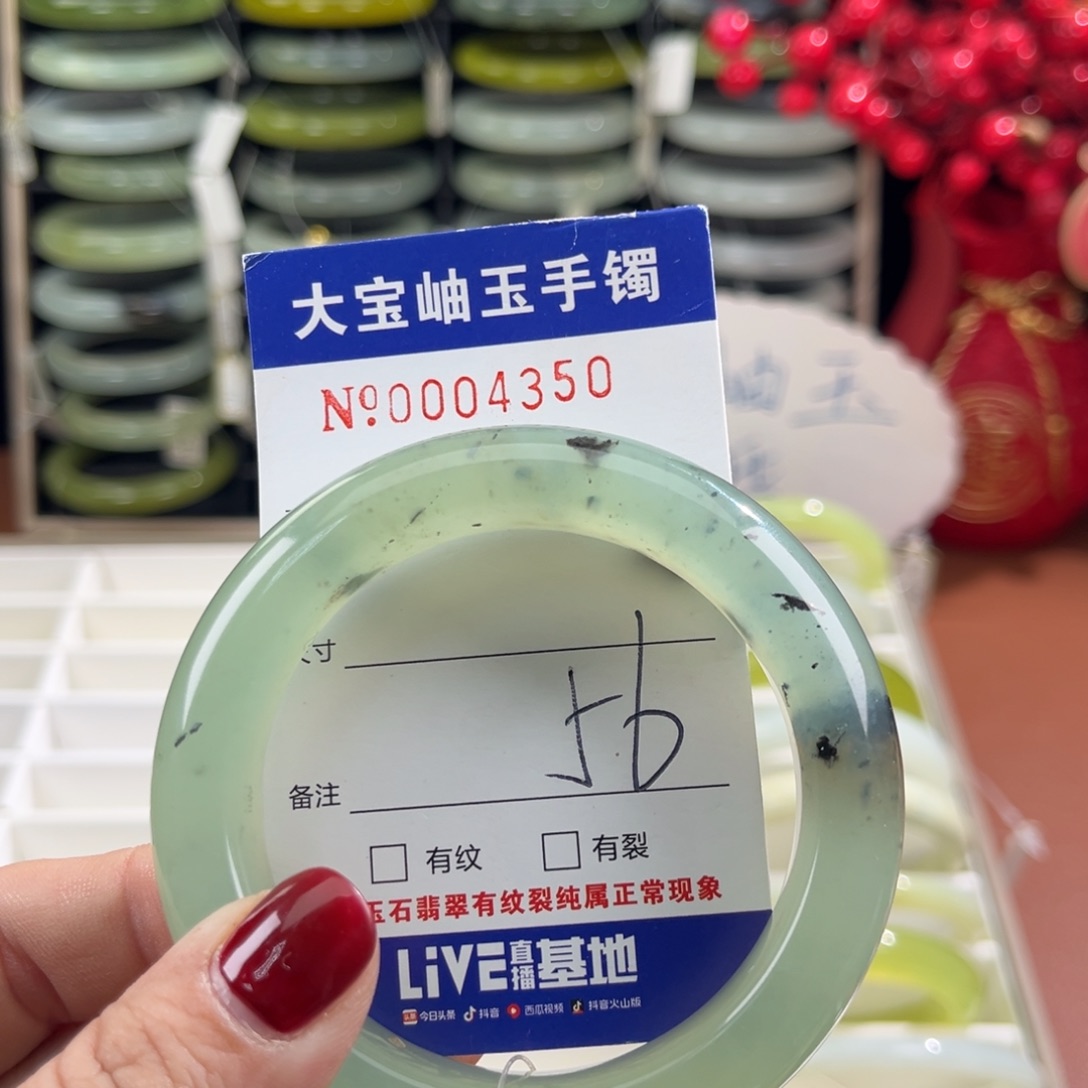 大宝岫玉手镯
№0004350
寸
56
备注
有纹 有裂
玉石翡翠有纹裂纯属正常现象
LiVE直播基地
今日头条 抖音 西瓜视频 抖音火山版
岫玉